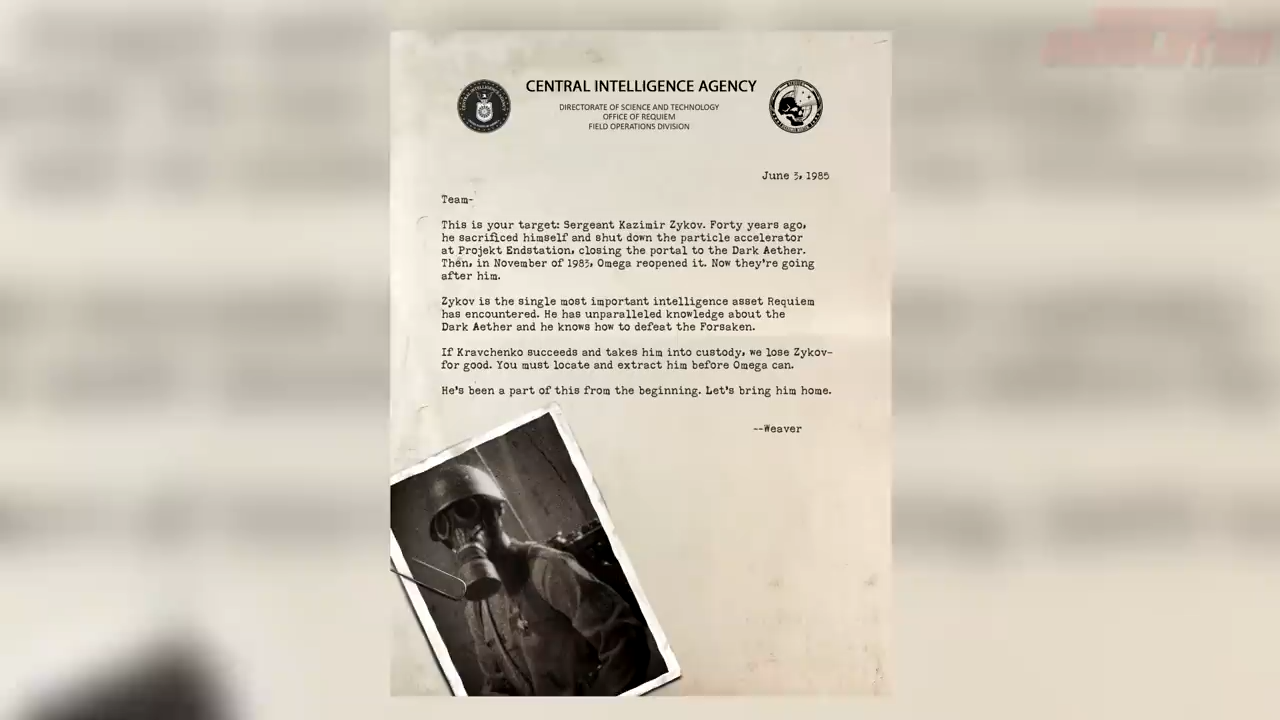 CENTRAL INTELLIGENCE AGENCY
DIRECTORATE OF SCIENCE AND TECHNOLOGY
OFFICE OF REQUIEM
FIELD OPERATIONS DIVISION
June 3, 1985
Team-
This is your target: Sergeant Kazimir Zykov. Forty years ago,
he sacrificed himself and shut down the particle accelerator
at Projekt Endstation, closing the portal to the Dark Aether.
Then, in November of 1983, Omega reopened it. Now they're going
after him.
Zykov is the single most important intelligence asset Requiem
has encountered. He has unparalleled knowledge about the
Dark Aether and he knows how to defeat the Forsaken.
If Kravchenko succeeds and takes him into custody, we lose Zykov-
for good. You must locate and extract him before Omega can.
He's been a part of this from the beginning. Let's bring him home.
--Weaver